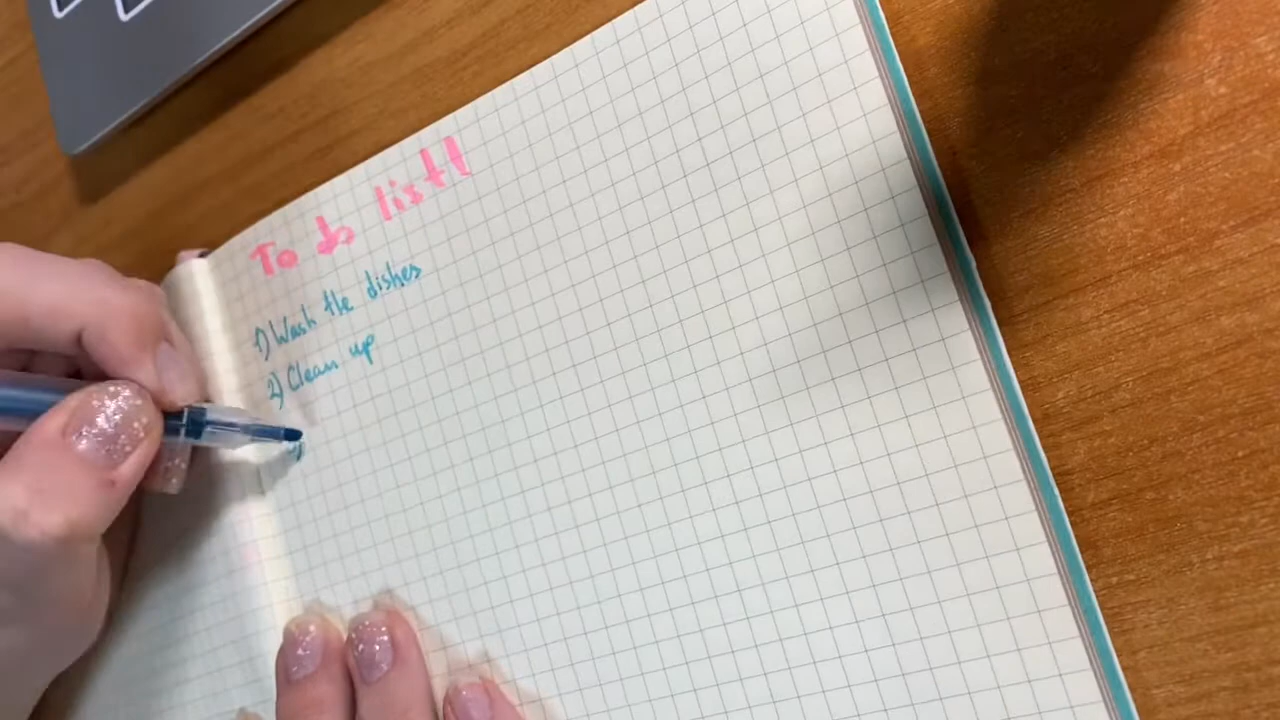 To do list!
1) Wash the dishes
2) Clean up